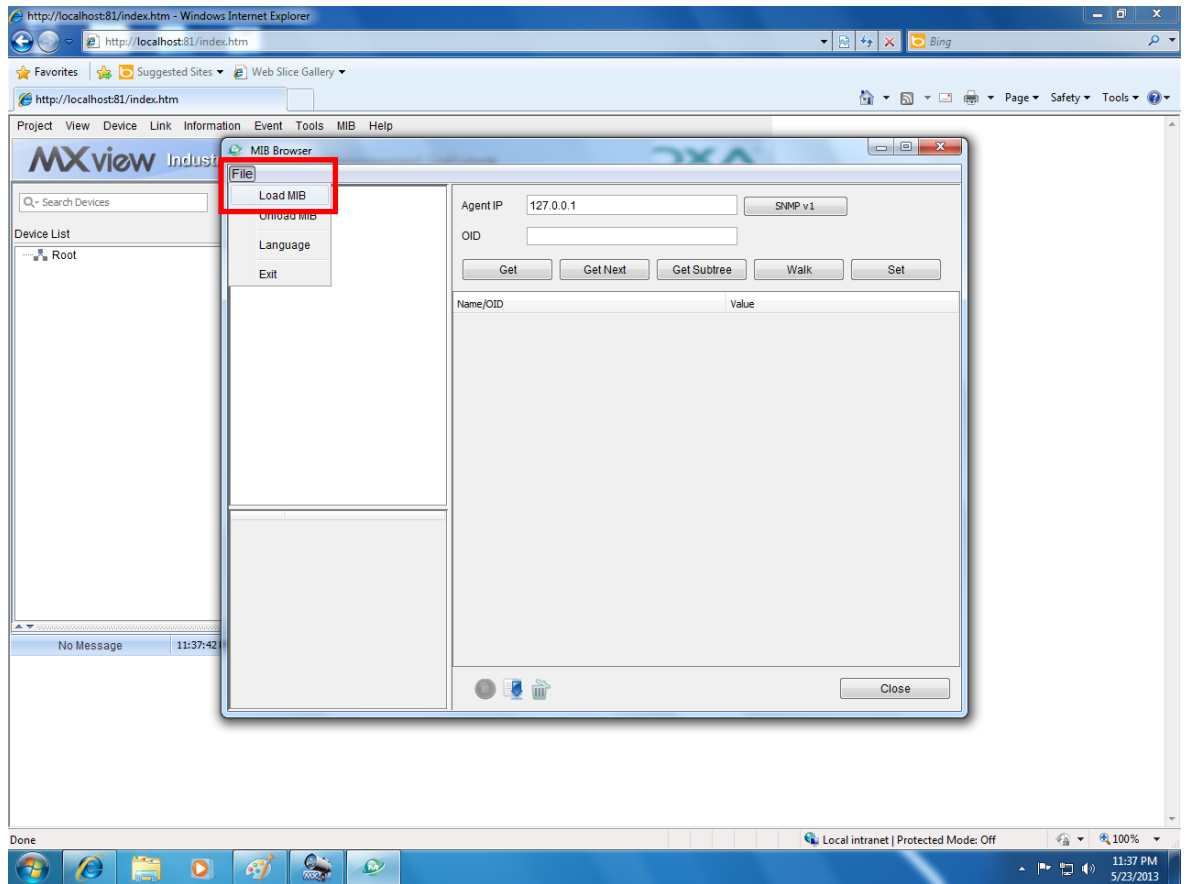 http://localhost:81/index.htm - Windows Internet Explorer
http://localhost:81/index.htm
Bing
Favorites
Suggested Sites
Web Slice Gallery
http://localhost:81/index.htm
Page
Safety
Tools
Project View Device Link Information Event Tools MIB Help
MXview Indust
MIB Browser
File
Load MIB
Unload MIB
Language
Exit
Search Devices
Device List
Root
Agent IP 127.0.0.1 SNMP v1
OID
Get Get Next Get Subtree Walk Set
Name/OID Value
No Message 11:37:42
Close
Done
Local intranet | Protected Mode: Off
100%
11:37 PM
5/23/2013